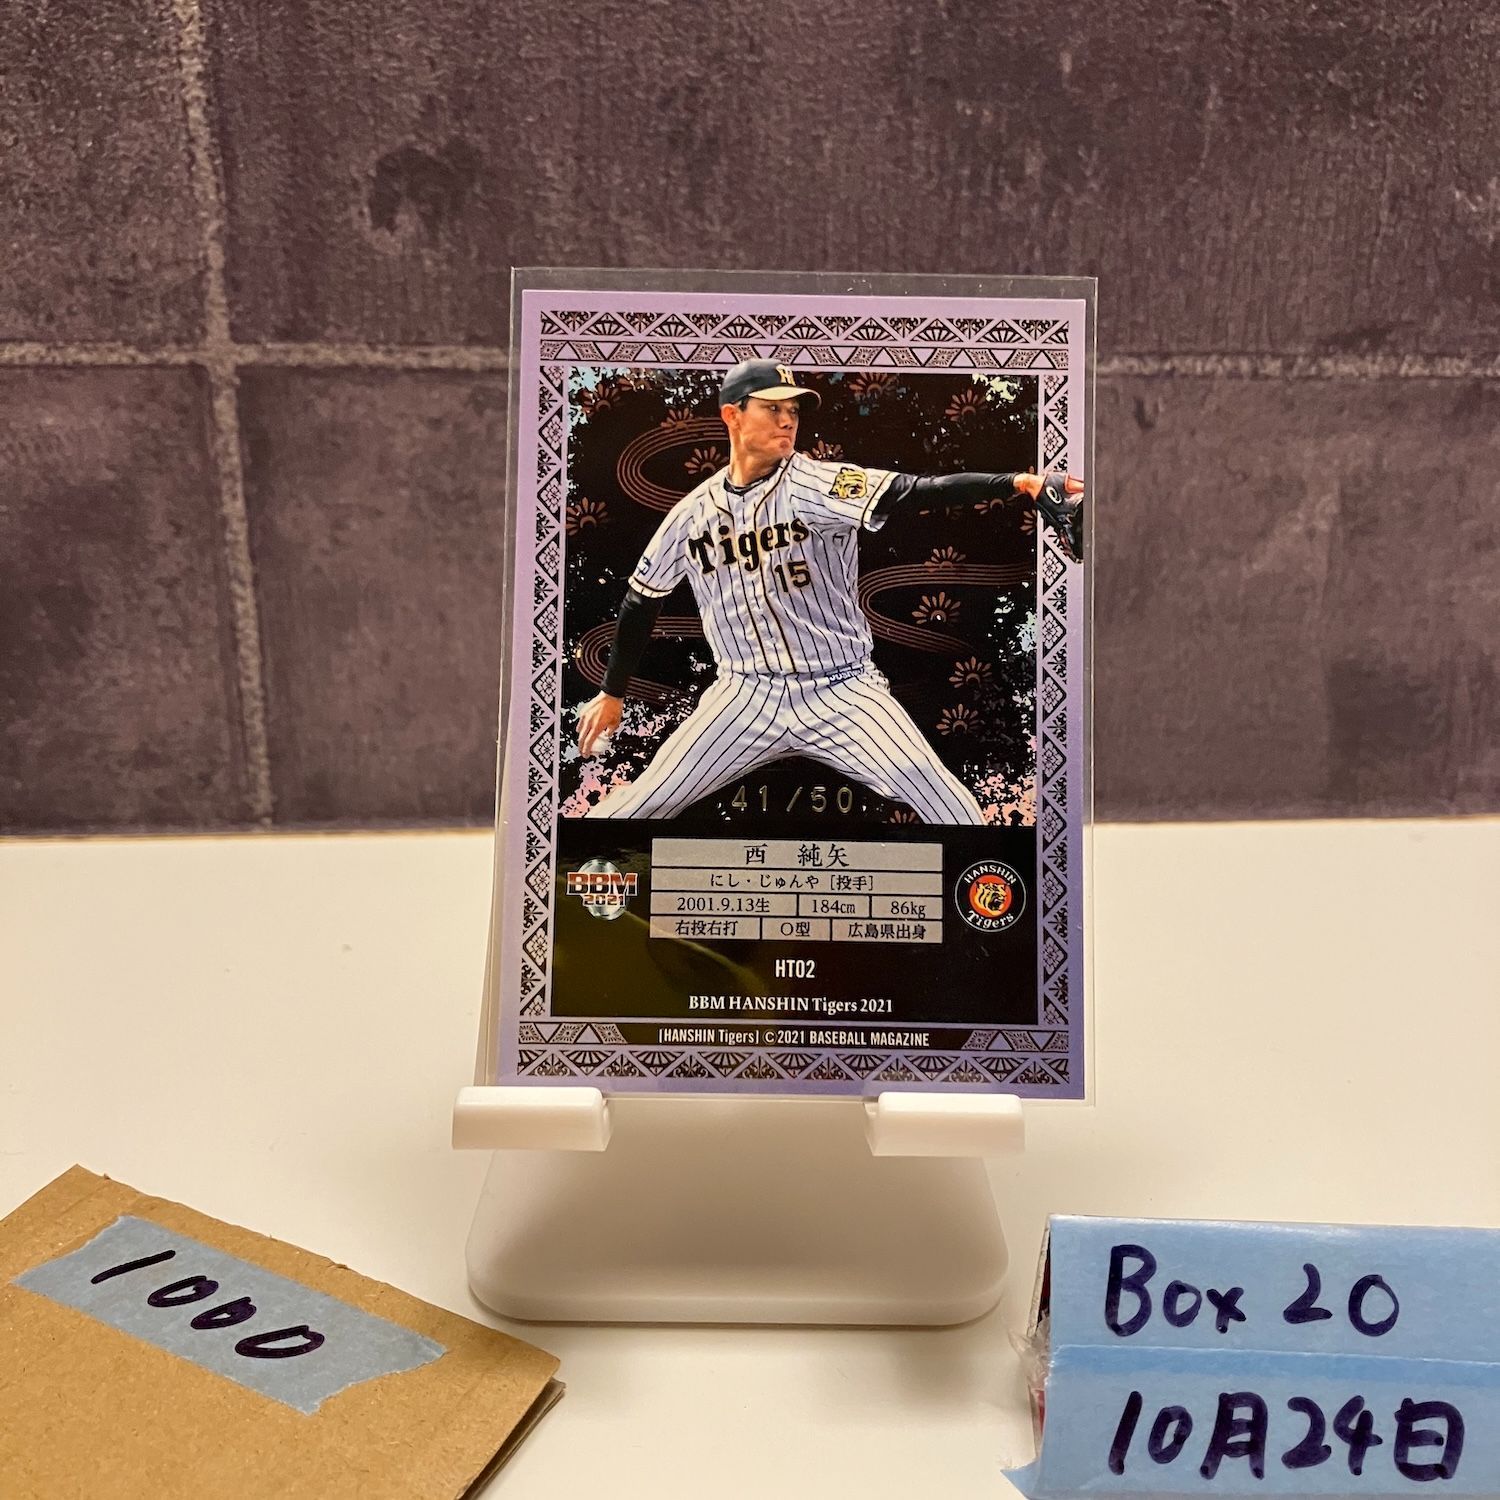 H
Tigers
15
41/50
BBM
2021
西 純矢
にし・じゅんや [投手]
2001.9.13生 184cm 86kg
右投右打 O型 広島県出身
HANSHIN
Tigers
HT02
BBM HANSHIN Tigers 2021
[HANSHIN Tigers] ©2021 BASEBALL MAGAZINE
1000
Box 20
10月24日